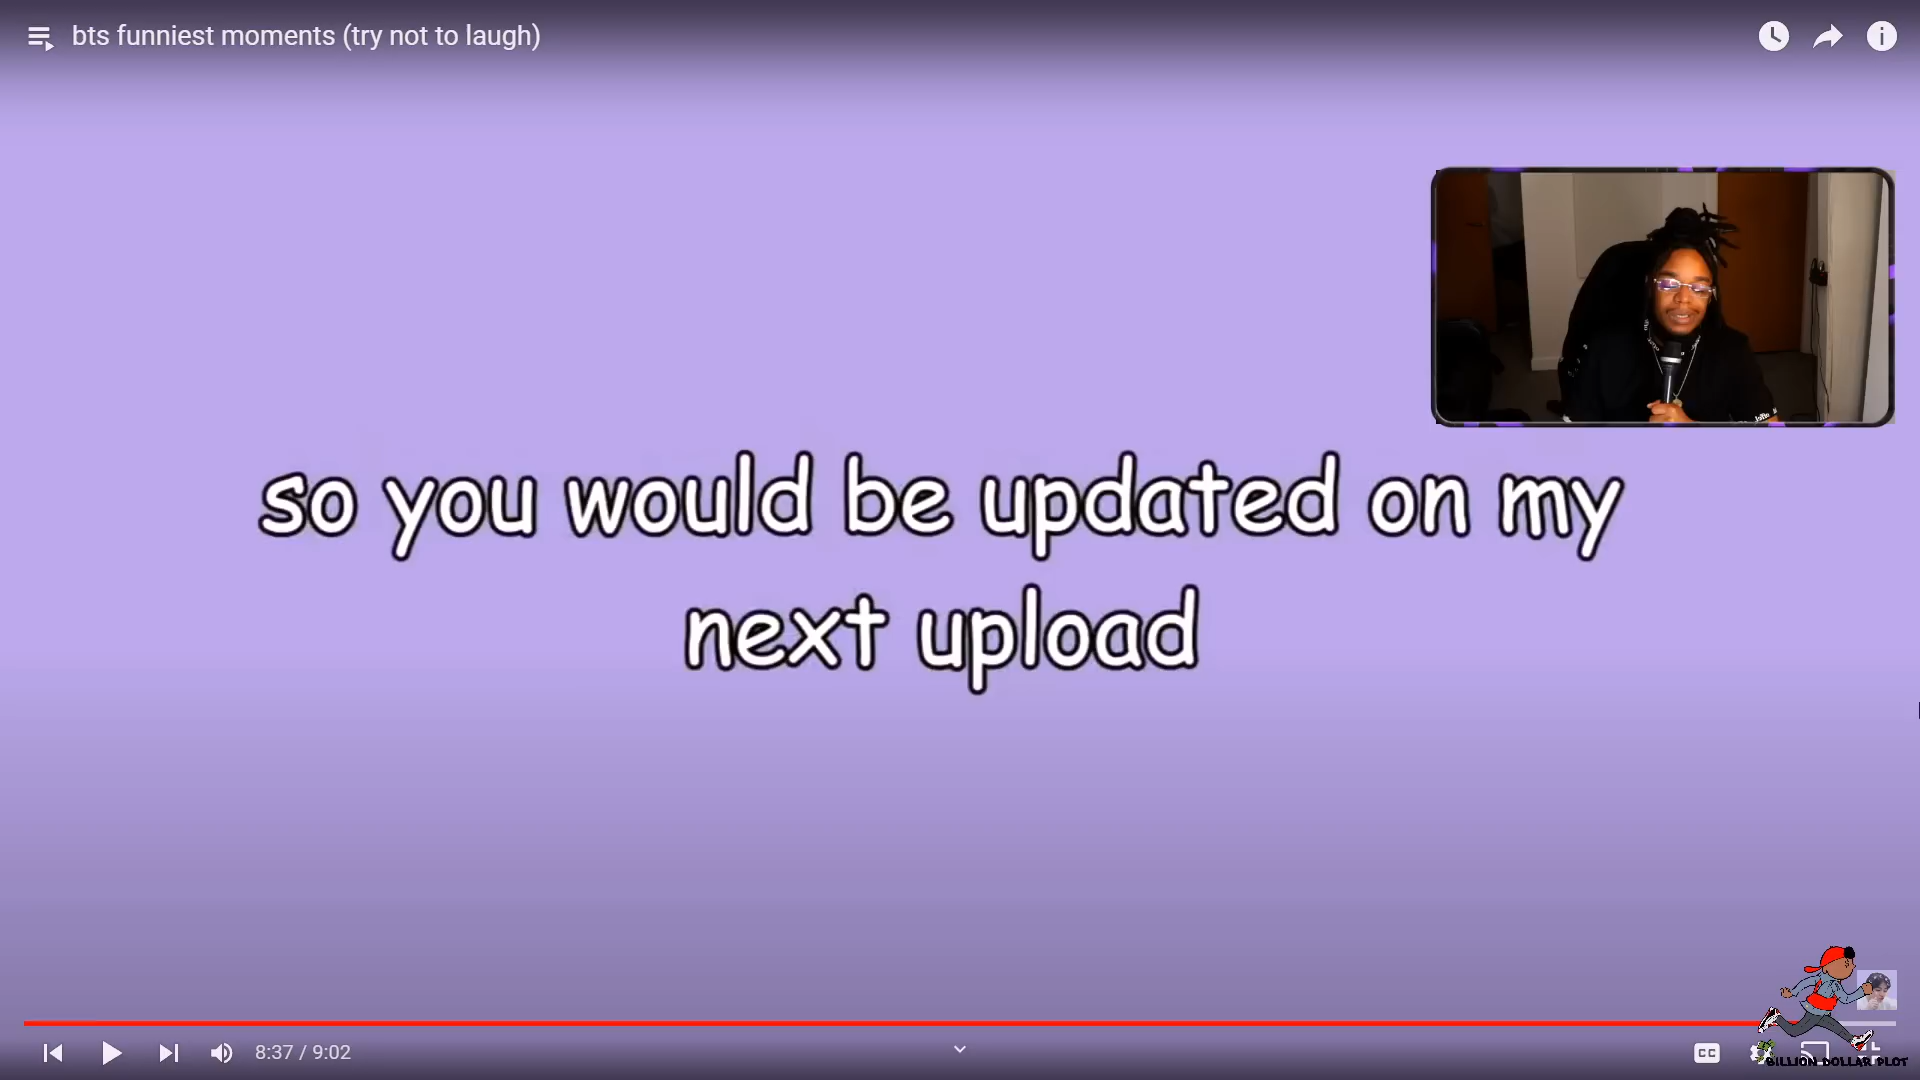 bts funniest moments (try not to laugh)
so you would be updated on my
next upload
8:37 / 9:02
CC
BILLION DOLLAR PLOT